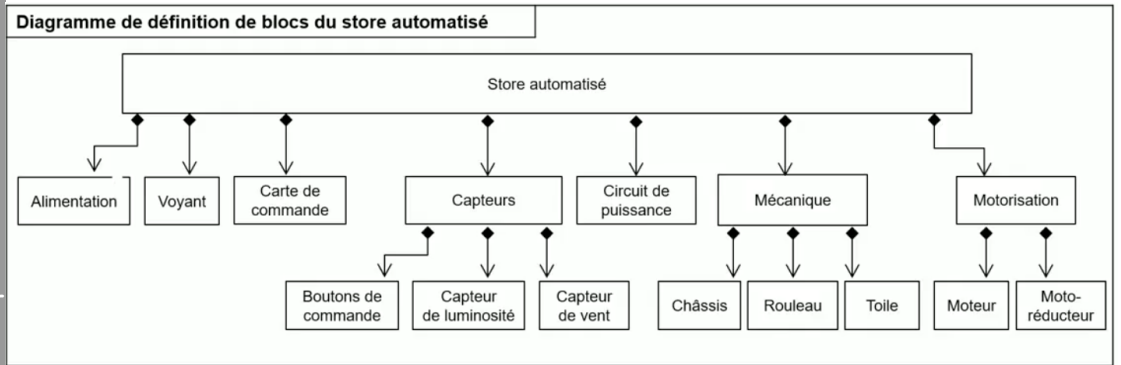 Diagramme de définition de blocs du store automatisé
Store automatisé
Alimentation
Voyant
Carte de
commande
Capteurs
Circuit de
puissance
Mécanique
Motorisation
Boutons de
commande
Capteur
de luminosité
Capteur
de vent
Châssis
Rouleau
Toile
Moteur
Moto-
réducteur